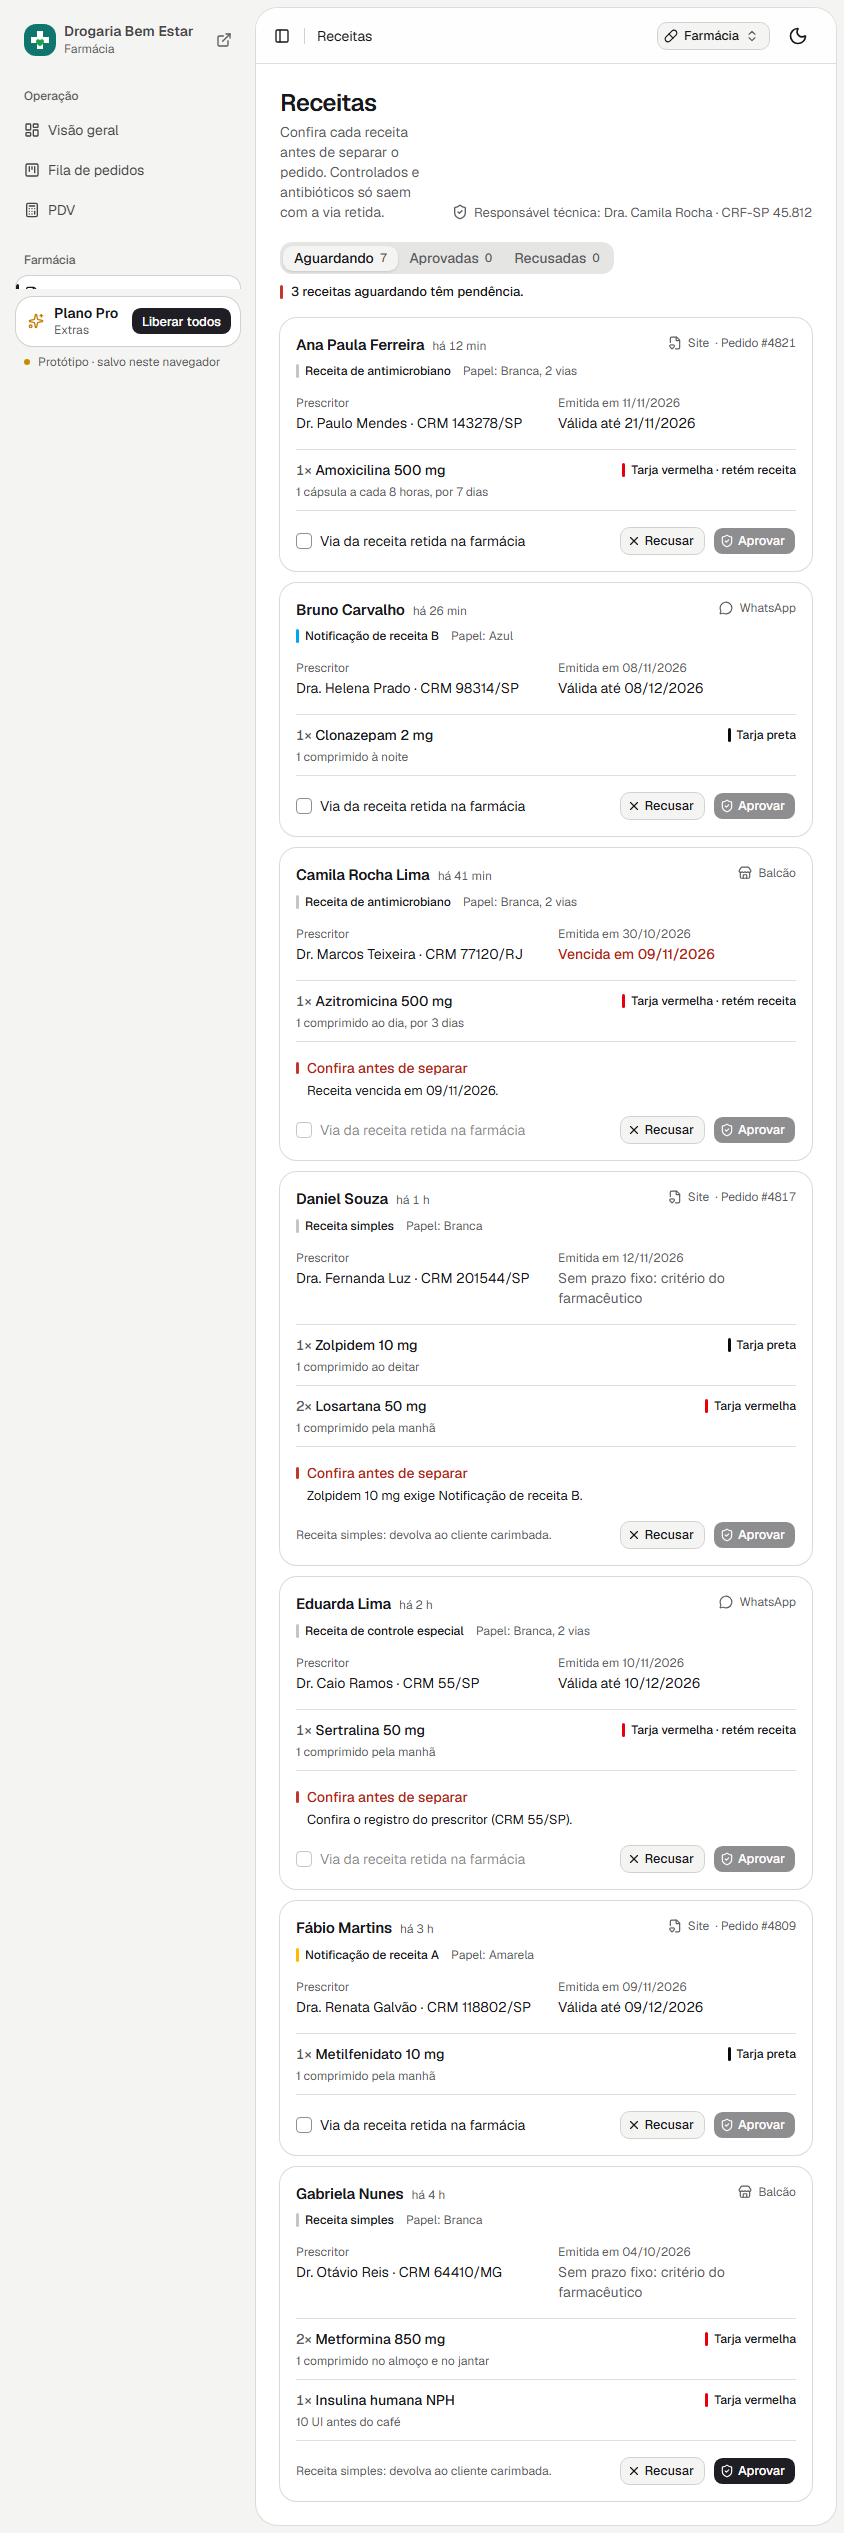 Drogaria Bem Estar
Farmácia
Operação
Visão geral
Fila de pedidos
PDV
Farmácia
Plano Pro
Extras
Liberar todos
Protótipo · salvo neste navegador
Receitas
Farmácia
Receitas
Confira cada receita
antes de separar o
pedido. Controlados e
antibióticos só saem
com a via retida.
Responsável técnica: Dra. Camila Rocha · CRF-SP 45.812
Aguardando 7 Aprovadas 0 Recusadas 0
3 receitas aguardando têm pendência.
Ana Paula Ferreira há 12 min
Site · Pedido #4821
Receita de antimicrobiano Papel: Branca, 2 vias
Prescritor
Dr. Paulo Mendes · CRM 143278/SP
Emitida em 11/11/2026
Válida até 21/11/2026
1× Amoxicilina 500 mg
Tarja vermelha · retém receita
1 cápsula a cada 8 horas, por 7 dias
Via da receita retida na farmácia
Recusar
Aprovar
Bruno Carvalho há 26 min
WhatsApp
Notificação de receita B Papel: Azul
Prescritor
Dra. Helena Prado · CRM 98314/SP
Emitida em 08/11/2026
Válida até 08/12/2026
1× Clonazepam 2 mg
Tarja preta
1 comprimido à noite
Via da receita retida na farmácia
Recusar
Aprovar
Camila Rocha Lima há 41 min
Balcão
Receita de antimicrobiano Papel: Branca, 2 vias
Prescritor
Dr. Marcos Teixeira · CRM 77120/RJ
Emitida em 30/10/2026
Vencida em 09/11/2026
1× Azitromicina 500 mg
Tarja vermelha · retém receita
1 comprimido ao dia, por 3 dias
Confira antes de separar
Receita vencida em 09/11/2026.
Via da receita retida na farmácia
Recusar
Aprovar
Daniel Souza há 1 h
Site · Pedido #4817
Receita simples Papel: Branca
Prescritor
Dra. Fernanda Luz · CRM 201544/SP
Emitida em 12/11/2026
Sem prazo fixo: critério do
farmacêutico
1× Zolpidem 10 mg
Tarja preta
1 comprimido ao deitar
2× Losartana 50 mg
Tarja vermelha
1 comprimido pela manhã
Confira antes de separar
Zolpidem 10 mg exige Notificação de receita B.
Receita simples: devolva ao cliente carimbada.
Recusar
Aprovar
Eduarda Lima há 2 h
WhatsApp
Receita de controle especial Papel: Branca, 2 vias
Prescritor
Dr. Caio Ramos · CRM 55/SP
Emitida em 10/11/2026
Válida até 10/12/2026
1× Sertralina 50 mg
Tarja vermelha · retém receita
1 comprimido pela manhã
Confira antes de separar
Confira o registro do prescritor (CRM 55/SP).
Via da receita retida na farmácia
Recusar
Aprovar
Fábio Martins há 3 h
Site · Pedido #4809
Notificação de receita A Papel: Amarela
Prescritor
Dra. Renata Galvão · CRM 118802/SP
Emitida em 09/11/2026
Válida até 09/12/2026
1× Metilfenidato 10 mg
Tarja preta
1 comprimido pela manhã
Via da receita retida na farmácia
Recusar
Aprovar
Gabriela Nunes há 4 h
Balcão
Receita simples Papel: Branca
Prescritor
Dr. Otávio Reis · CRM 64410/MG
Emitida em 04/10/2026
Sem prazo fixo: critério do
farmacêutico
2× Metformina 850 mg
Tarja vermelha
1 comprimido no almoço e no jantar
1× Insulina humana NPH
Tarja vermelha
10 UI antes do café
Receita simples: devolva ao cliente carimbada.
Recusar
Aprovar